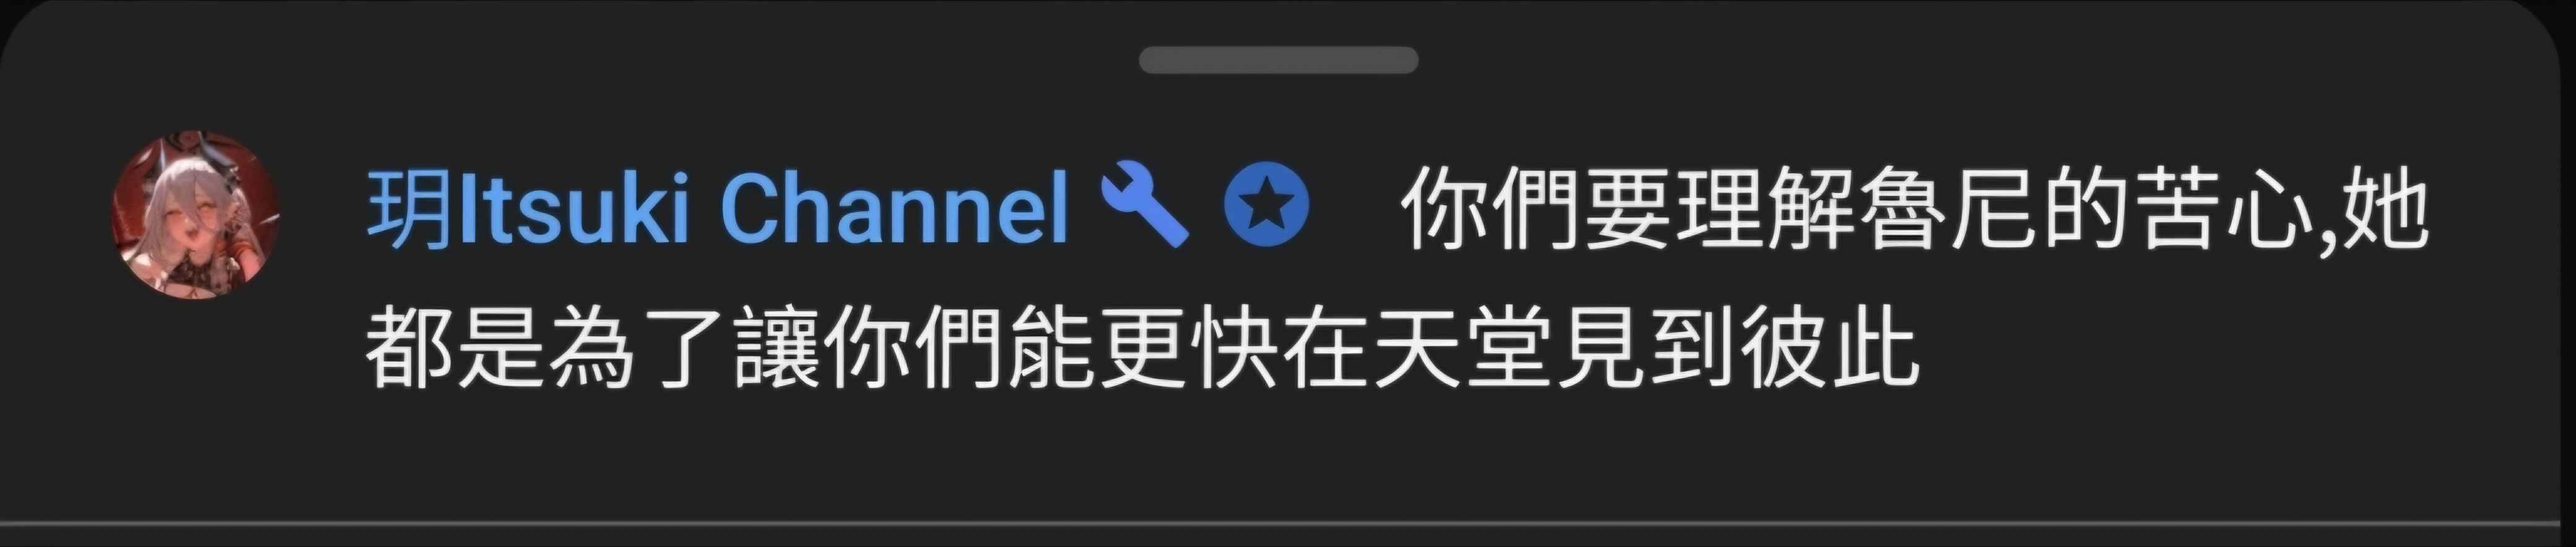 玥Itsuki Channel 你們要理解魯尼的苦心,她
都是為了讓你們能更快在天堂見到彼此